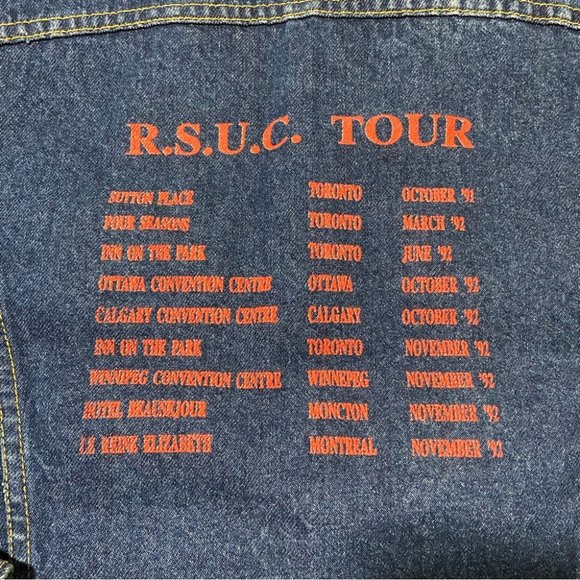 R.S.U.C. TOUR
SUTTON PLACE TORONTO OCTOBER '91
FOUR SEASONS TORONTO MARCH '92
INN ON THE PARK TORONTO JUNE '92
OTTAWA CONVENTION CENTRE OTTAWA OCTOBER '92
CALGARY CONVENTION CENTRE CALGARY OCTOBER '92
INN ON THE PARK TORONTO NOVEMBER '92
WINNIPEG CONVENTION CENTRE WINNEPEG NOVEMBER '92
HOTEL BEAUSEJOUR MONCTON NOVEMBER '92
LE REINE ELIZABETH MONTREAL NOVEMBER '92